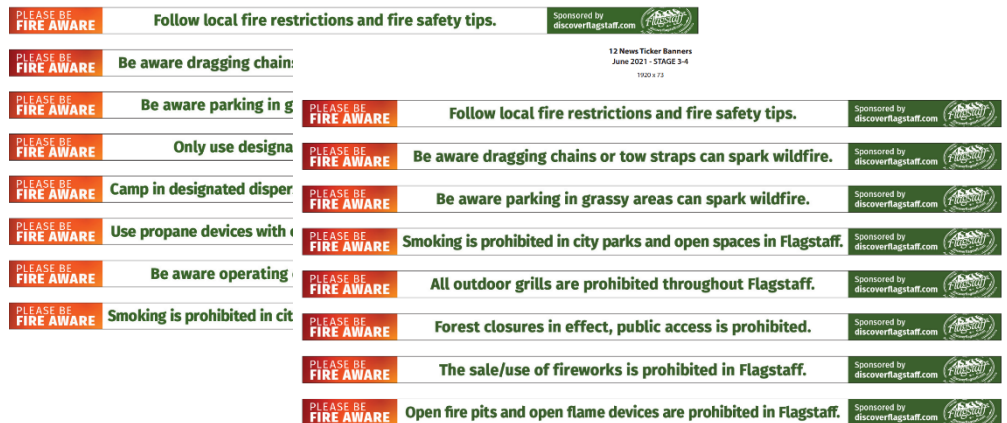 PLEASE BE
FIRE AWARE
Follow local fire restrictions and fire safety tips.
Sponsored by
discoverflagstaff.com
Flagstaff
PLEASE BE
FIRE AWARE
Be aware dragging chains
PLEASE BE
FIRE AWARE
Be aware parking in g
PLEASE BE
FIRE AWARE
Only use designa
PLEASE BE
FIRE AWARE
Camp in designated disper
PLEASE BE
FIRE AWARE
Use propane devices with
PLEASE BE
FIRE AWARE
Be aware operating
PLEASE BE
FIRE AWARE
Smoking is prohibited in cit
12 News Ticker Banners
June 2021 - STAGE 3-4
1920 x 73
PLEASE BE
FIRE AWARE
Follow local fire restrictions and fire safety tips.
Sponsored by
discoverflagstaff.com
Flagstaff
PLEASE BE
FIRE AWARE
Be aware dragging chains or tow straps can spark wildfire.
Sponsored by
discoverflagstaff.com
Flagstaff
PLEASE BE
FIRE AWARE
Be aware parking in grassy areas can spark wildfire.
Sponsored by
discoverflagstaff.com
Flagstaff
PLEASE BE
FIRE AWARE
Smoking is prohibited in city parks and open spaces in Flagstaff.
Sponsored by
discoverflagstaff.com
Flagstaff
PLEASE BE
FIRE AWARE
All outdoor grills are prohibited throughout Flagstaff.
Sponsored by
discoverflagstaff.com
Flagstaff
PLEASE BE
FIRE AWARE
Forest closures in effect, public access is prohibited.
Sponsored by
discoverflagstaff.com
Flagstaff
PLEASE BE
FIRE AWARE
The sale/use of fireworks is prohibited in Flagstaff.
Sponsored by
discoverflagstaff.com
Flagstaff
PLEASE BE
FIRE AWARE
Open fire pits and open flame devices are prohibited in Flagstaff.
Sponsored by
discoverflagstaff.com
Flagstaff